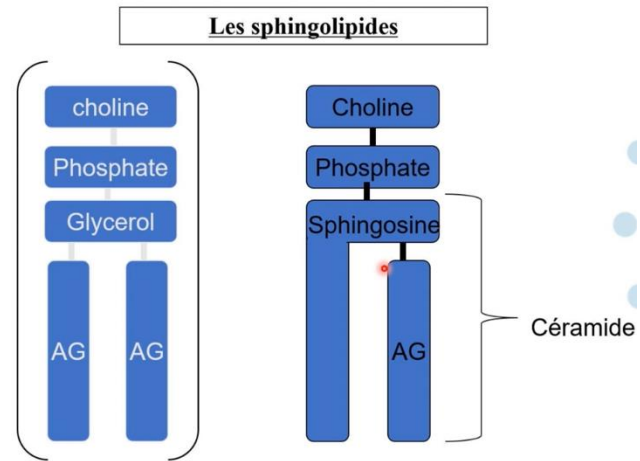 Les sphingolipides
choline
Phosphate
Glycerol
AG
AG
Choline
Phosphate
Sphingosine
AG
Céramide